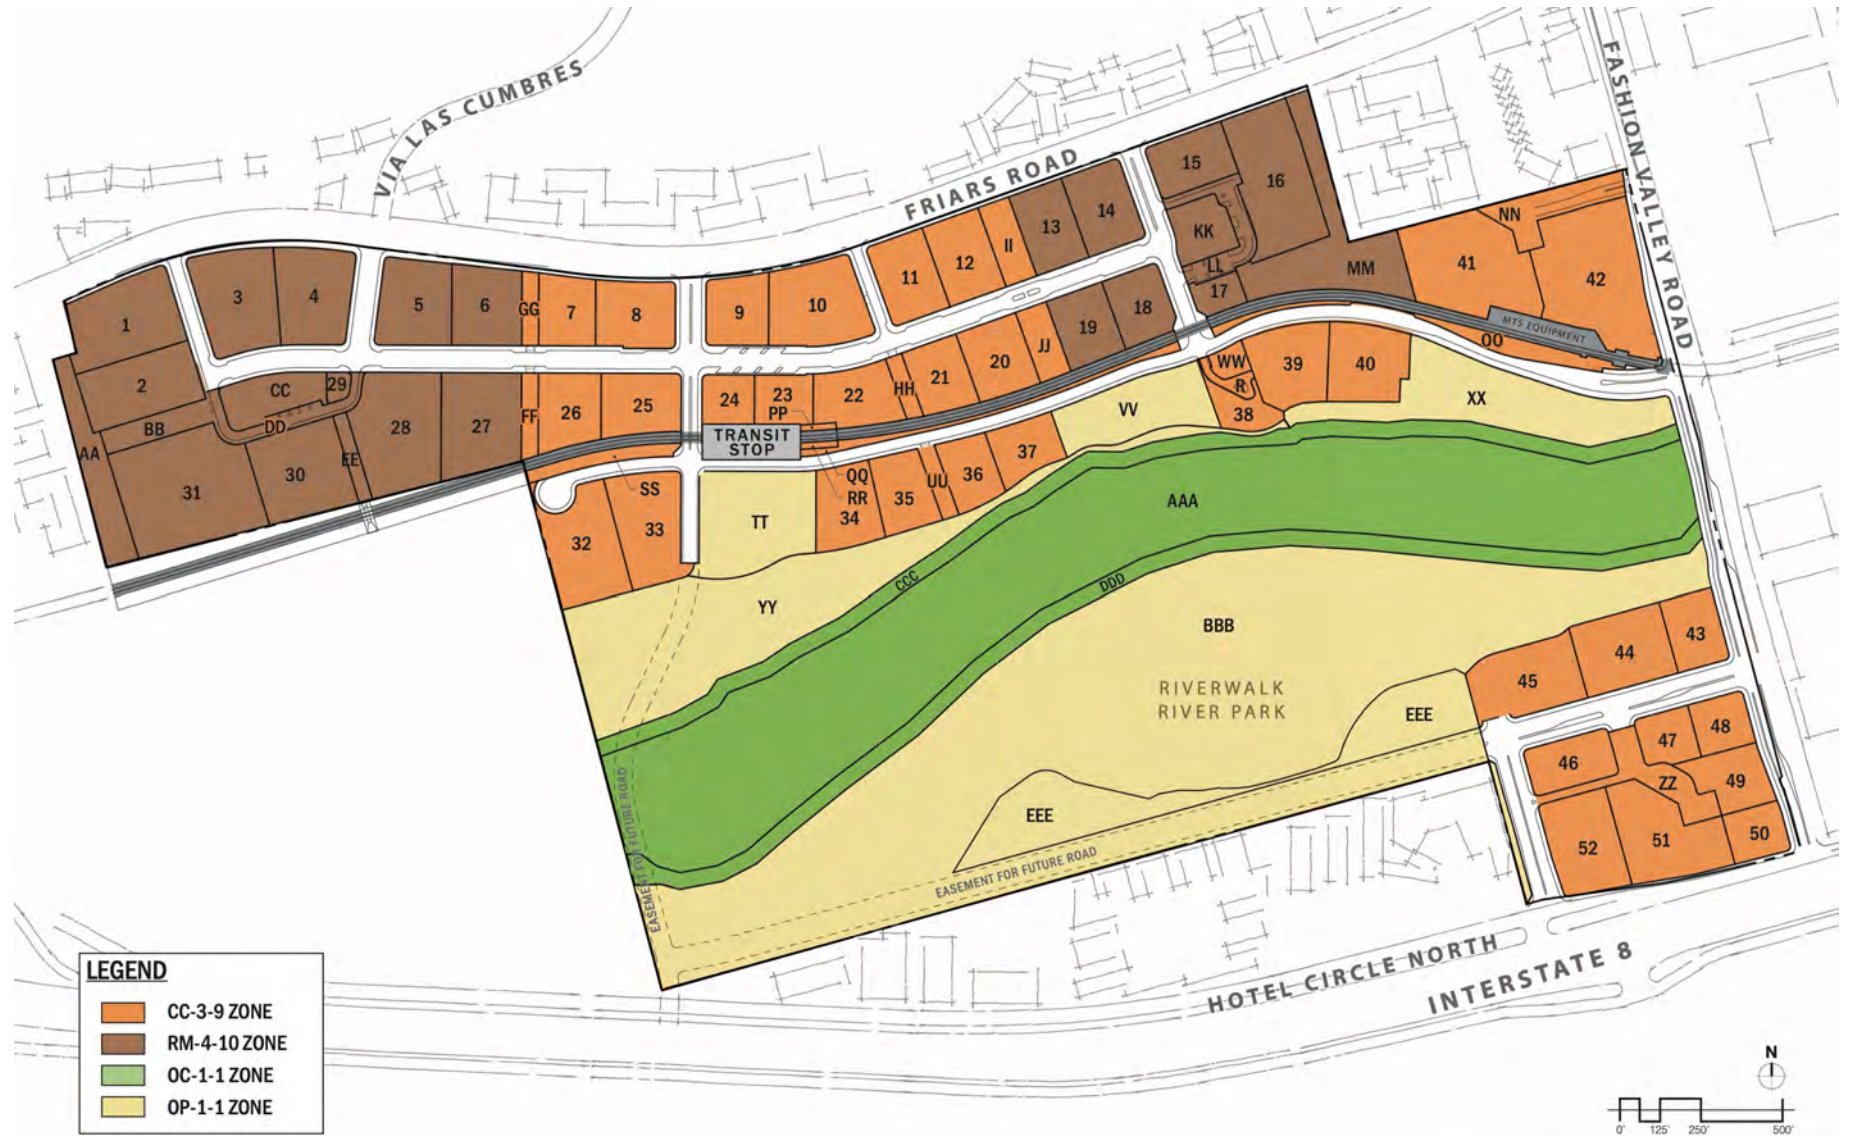 VIA LAS CUMBRES
FRIARS ROAD
FASHION VALLEY ROAD
1
2
3
4
5
6
GG
7
8
9
10
11
12
II
13
14
15
16
KK
LL
17
MM
NN
41
42
MTS EQUIPMENT
OO
CC
29
DD
BB
AA
31
30
EE
28
27
FF
26
25
24
23
PP
22
HH
21
20
JJ
19
18
WW
R
38
39
40
XX
VV
TRANSIT
STOP
QQ
RR
SS
32
33
TT
34
35
UU
36
37
YY
CCC
AAA
DDD
BBB
RIVERWALK
RIVER PARK
EEE
EEE
43
44
45
46
47
48
ZZ
49
50
51
52
EASEMENT FOR FUTURE ROAD
EASEMENT FOR FUTURE ROAD
HOTEL CIRCLE NORTH
INTERSTATE 8
LEGEND
CC-3-9 ZONE
RM-4-10 ZONE
OC-1-1 ZONE
OP-1-1 ZONE
N
0' 125' 250' 500'